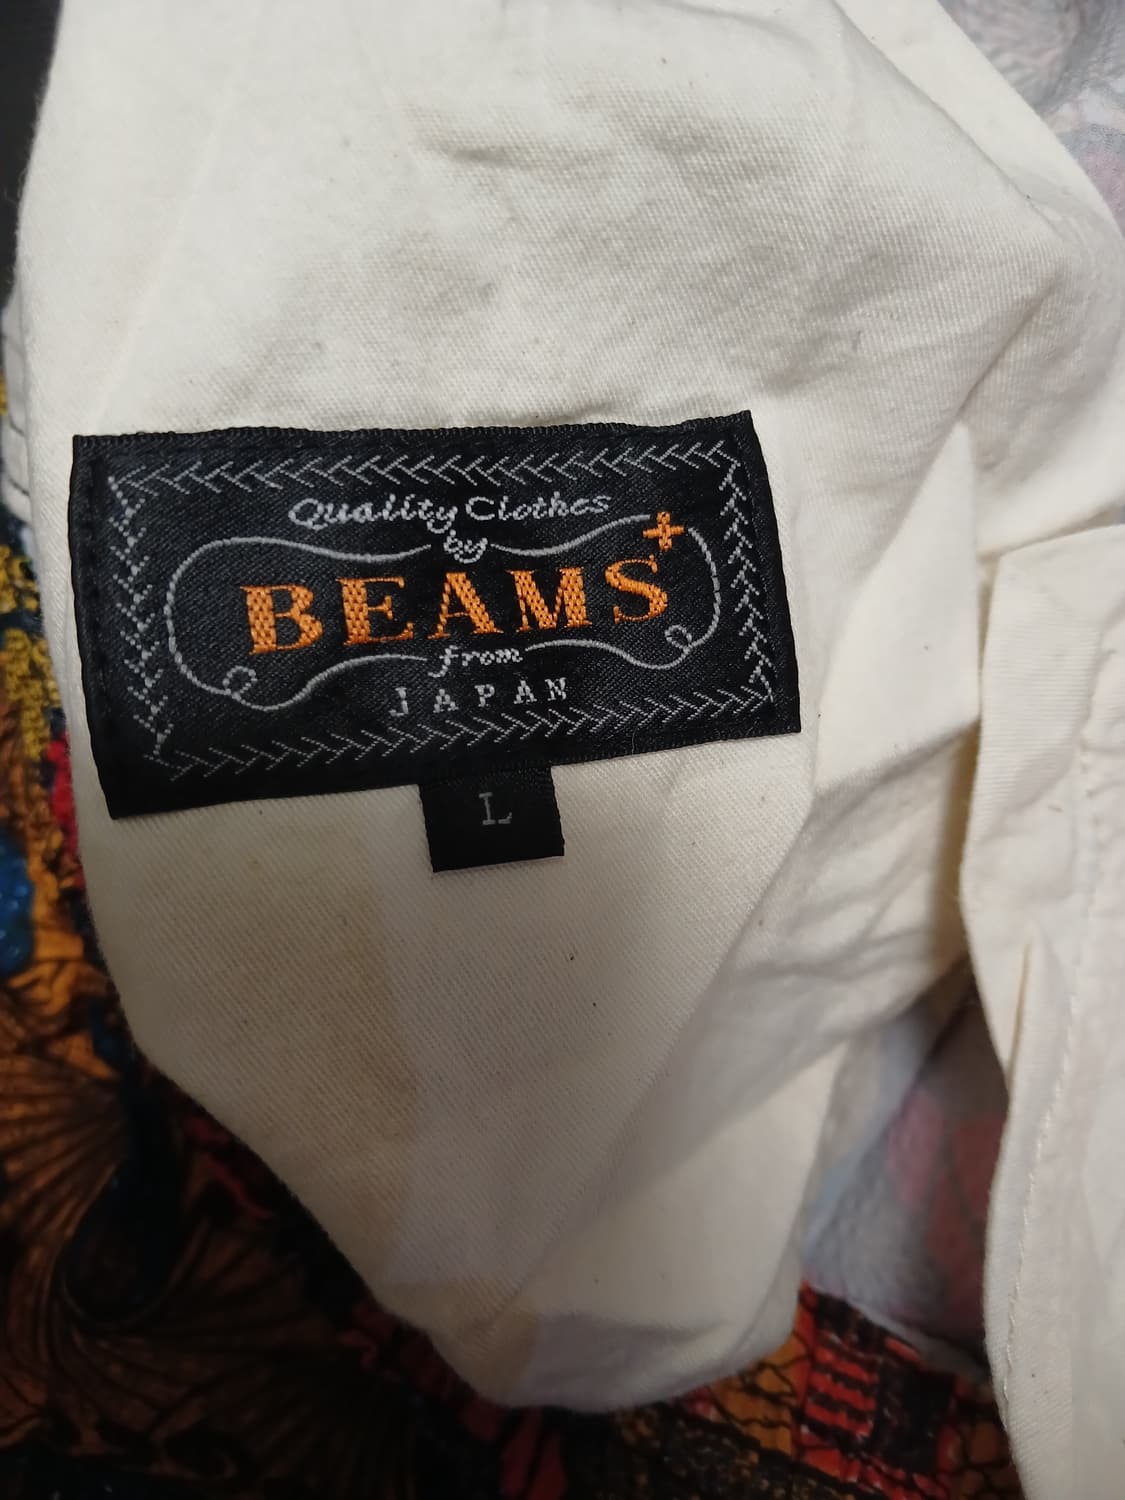 Quality Clothes
by
BEAMS+
from
JAPAN
L